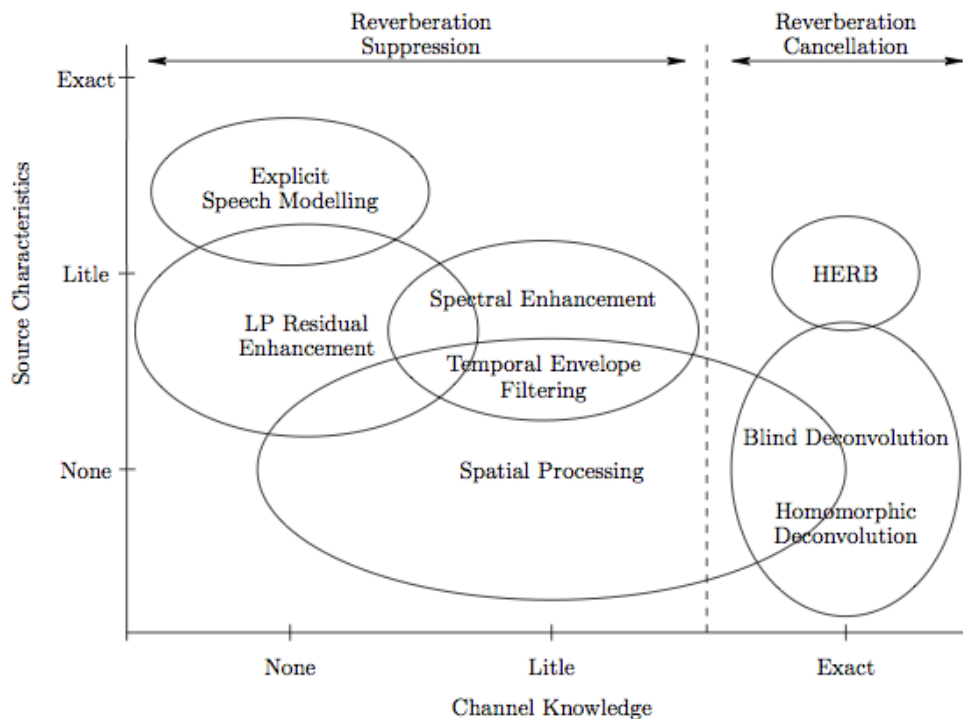 Reverberation
Suppression
Reverberation
Cancellation
Exact
Explicit
Speech Modelling
Source Characteristics
Litle
HERB
Spectral Enhancement
LP Residual
Enhancement
Temporal Envelope
Filtering
Blind Deconvolution
None
Spatial Processing
Homomorphic
Deconvolution
None
Litle
Exact
Channel Knowledge